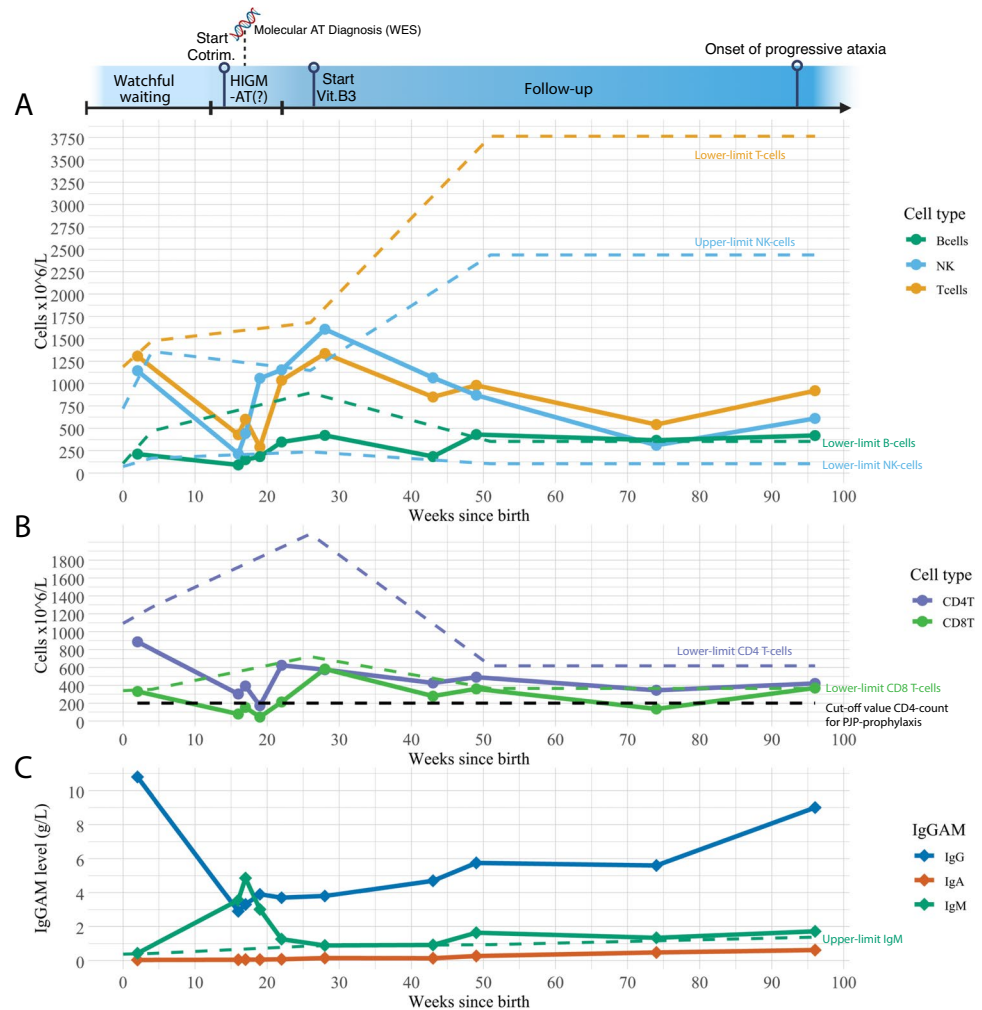 Molecular AT Diagnosis (WES)
Start
Cotrim.
Onset of progressive ataxia
Watchful
waiting
HIGM
-AT(?)
Start
Vit.B3
Follow-up
A
3750
3500
3250
3000
2750
2500
2250
2000
1750
1500
1250
1000
750
500
250
0
Cells x10^6/L
Lower-limit T-cells
Upper-limit NK-cells
Lower-limit B-cells
Lower-limit NK-cells
Cell type
Bcells
NK
Tcells
0 10 20 30 40 50 60 70 80 90 100
Weeks since birth
B
1800
1600
1400
1200
1000
800
600
400
200
0
Cells x10^6/L
Lower-limit CD4 T-cells
Lower-limit CD8 T-cells
Cut-off value CD4-count
for PJP-prophylaxis
Cell type
CD4T
CD8T
0 10 20 30 40 50 60 70 80 90 100
Weeks since birth
C
10
8
6
4
2
0
IgGAM level (g/L)
Upper-limit IgM
IgGAM
IgG
IgA
IgM
0 10 20 30 40 50 60 70 80 90 100
Weeks since birth